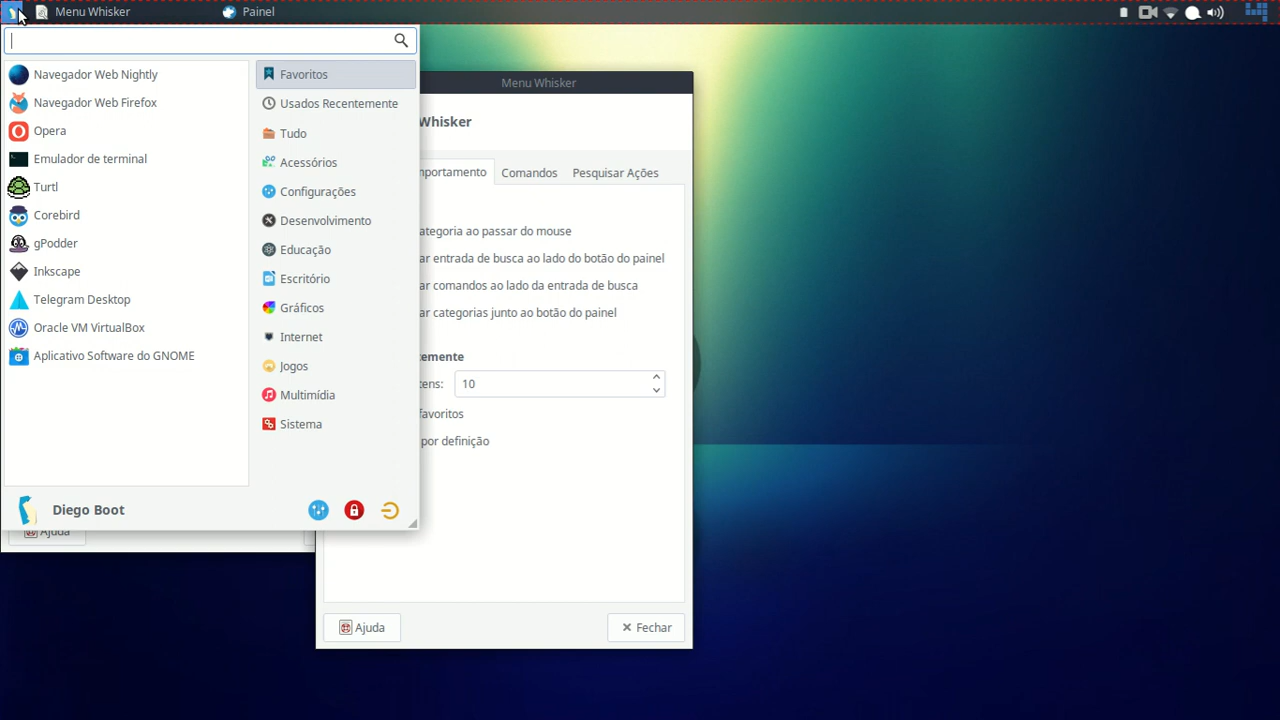 Menu Whisker
Painel
Navegador Web Nightly
Navegador Web Firefox
Opera
Emulador de terminal
Turtl
Corebird
gPodder
Inkscape
Telegram Desktop
Oracle VM VirtualBox
Aplicativo Software do GNOME
Favoritos
Usados Recentemente
Tudo
Acessórios
Configurações
Desenvolvimento
Educação
Escritório
Gráficos
Internet
Jogos
Multimídia
Sistema
Diego Boot
Ajuda
Menu Whisker
Whisker
mportamento
Comandos
Pesquisar Ações
ategoria ao passar do mouse
ar entrada de busca ao lado do botão do painel
ar comandos ao lado da entrada de busca
ar categorias junto ao botão do painel
temente
tens: 10
favoritos
por definição
Ajuda
Fechar